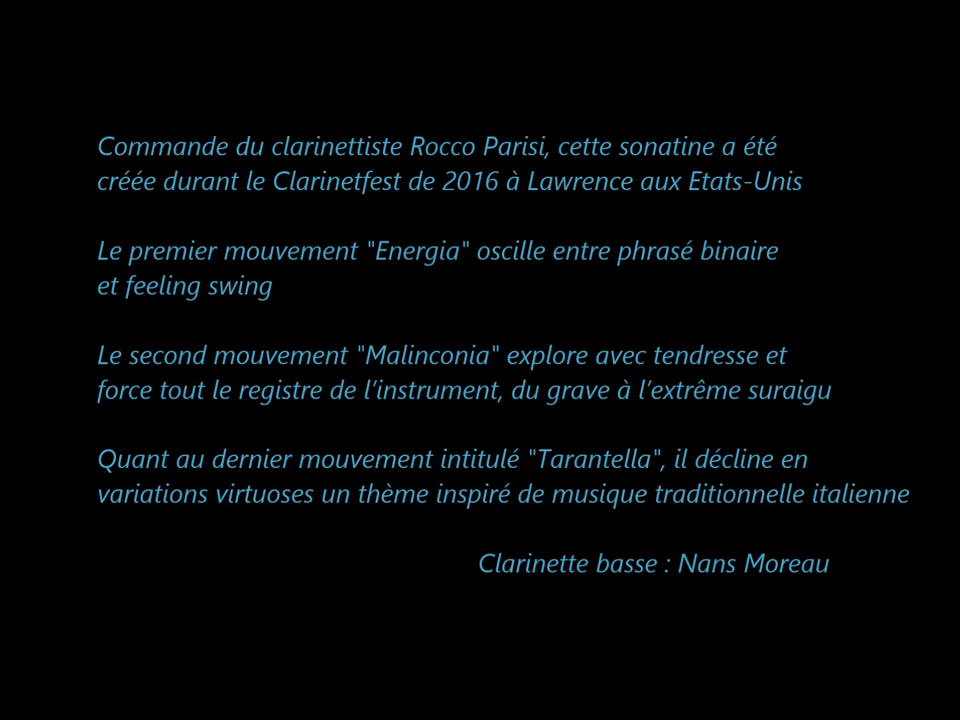 Commande du clarinettiste Rocco Parisi, cette sonatine a été
créée durant le Clarinetfest de 2016 à Lawrence aux Etats-Unis
Le premier mouvement "Energia" oscille entre phrasé binaire
et feeling swing
Le second mouvement "Malinconia" explore avec tendresse et
force tout le registre de l’instrument, du grave à l’extrême suraigu
Quant au dernier mouvement intitulé "Tarantella", il décline en
variations virtuoses un thème inspiré de musique traditionnelle italienne
Clarinette basse : Nans Moreau